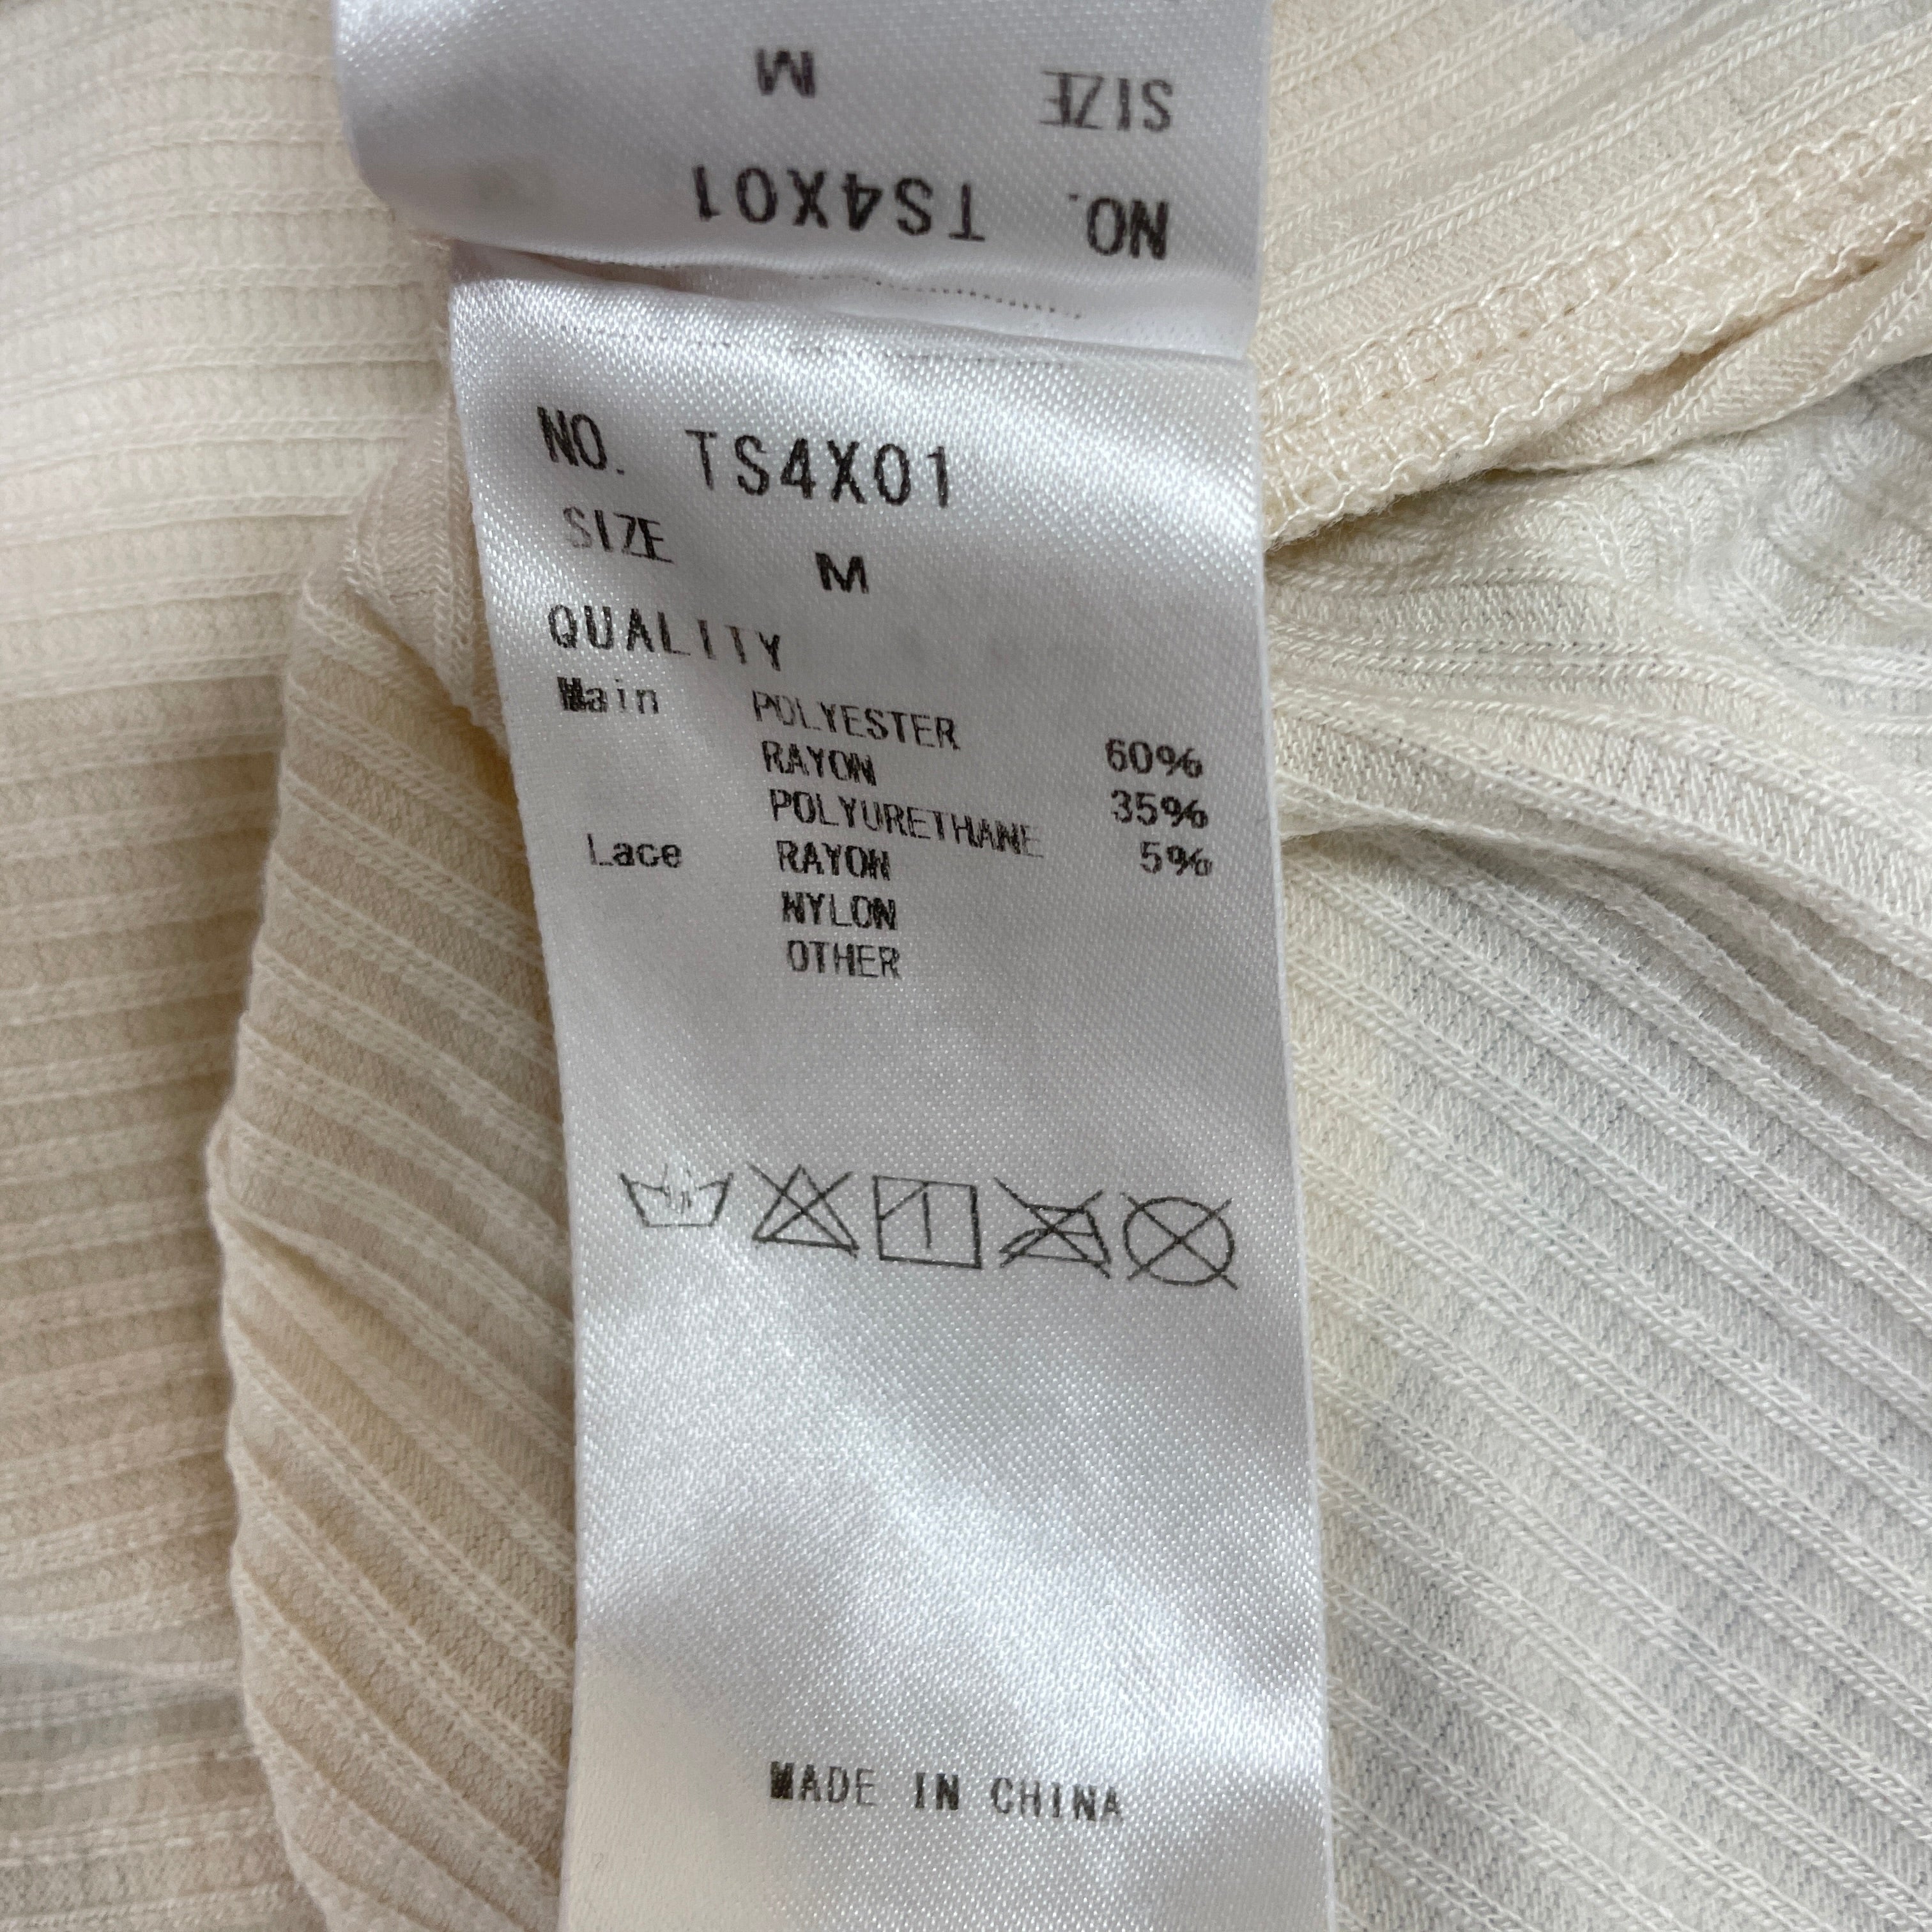 SIZE M
NO. TS4X01
NO. TS4X01
SIZE M
QUALITY
Main POLYESTER 60%
RAYON 35%
POLYURETHANE 5%
Lace RAYON
NYLON
OTHER
MADE IN CHINA